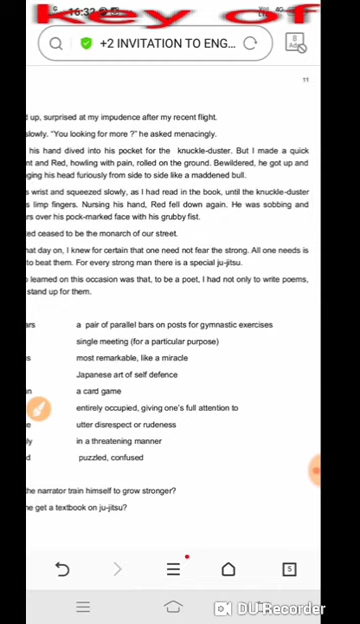 key of
16:32
+2 INVITATION TO ENG...
11
t up, surprised at my impudence after my recent flight.
slowly. "You looking for more ?" he asked menacingly.
his hand dived into his pocket for the knuckle-duster. But I made a quick
nt and Red, howling with pain, rolled on the ground. Bewildered, he got up and
ging his head furiously from side to side like a maddened bull.
s wrist and squeezed slowly, as I had read in the book, until the knuckle-duster
s limp fingers. Nursing his hand, Red fell down again. He was sobbing and
rs over his pock-marked face with his grubby fist.
ed ceased to be the monarch of our street.
hat day on, I knew for certain that one need not fear the strong. All one needs is
to beat them. For every strong man there is a special ju-jitsu.
learned on this occasion was that, to be a poet, I had not only to write poems,
stand up for them.
ars a pair of parallel bars on posts for gymnastic exercises
single meeting (for a particular purpose)
s most remarkable, like a miracle
Japanese art of self defence
n a card game
entirely occupied, giving one's full attention to
e utter disrespect or rudeness
ly in a threatening manner
d puzzled, confused
he narrator train himself to grow stronger?
he get a textbook on ju-jitsu?
5
DU Recorder